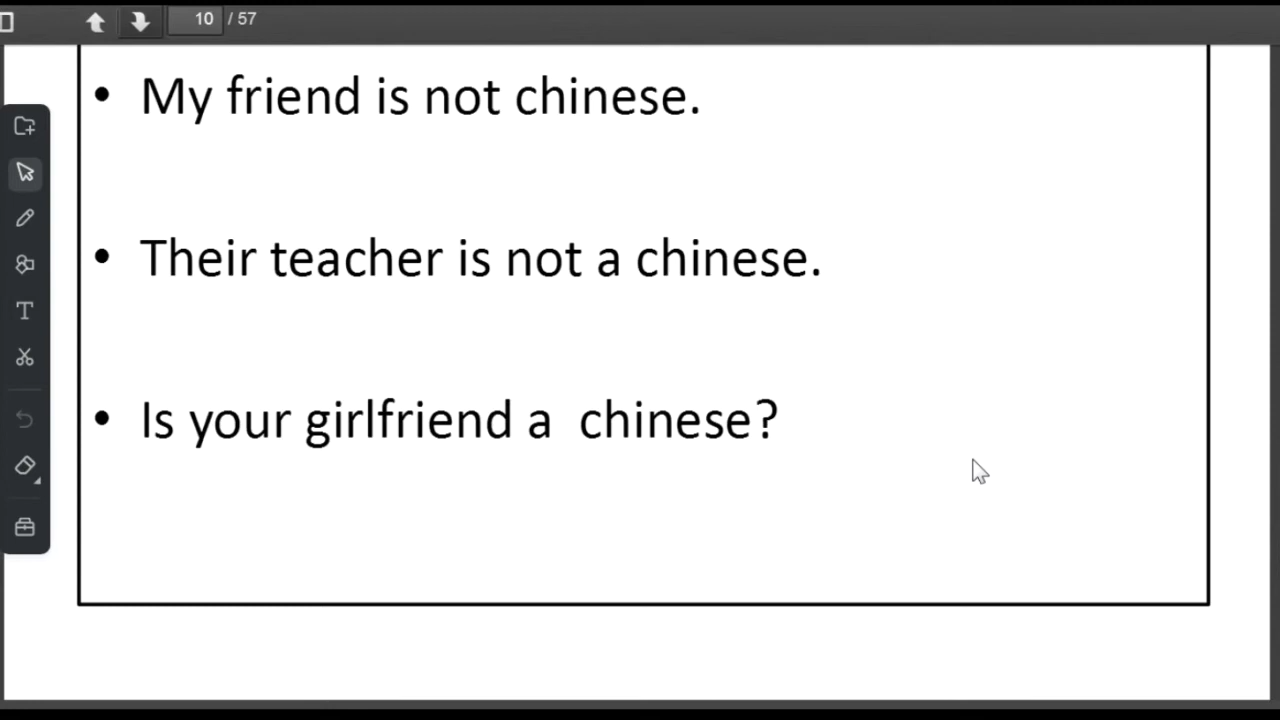 10 / 57
• My friend is not chinese.
• Their teacher is not a chinese.
• Is your girlfriend a  chinese?